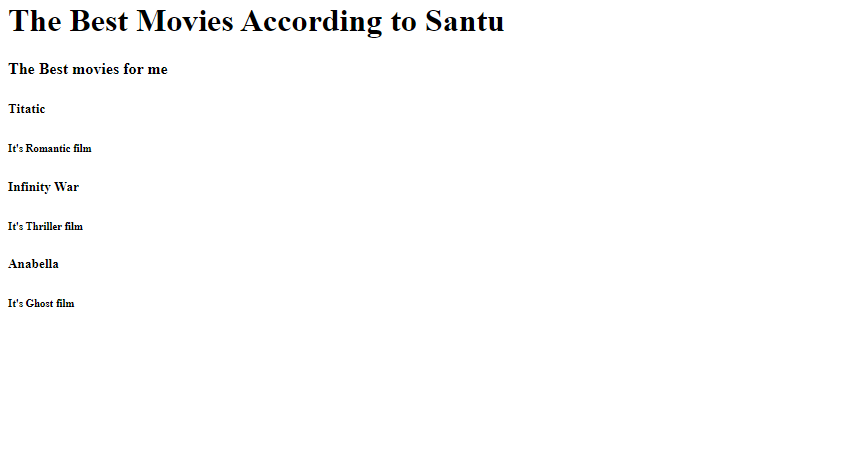 The Best Movies According to Santu
The Best movies for me
Titatic
It's Romantic film
Infinity War
It's Thriller film
Anabella
It's Ghost film